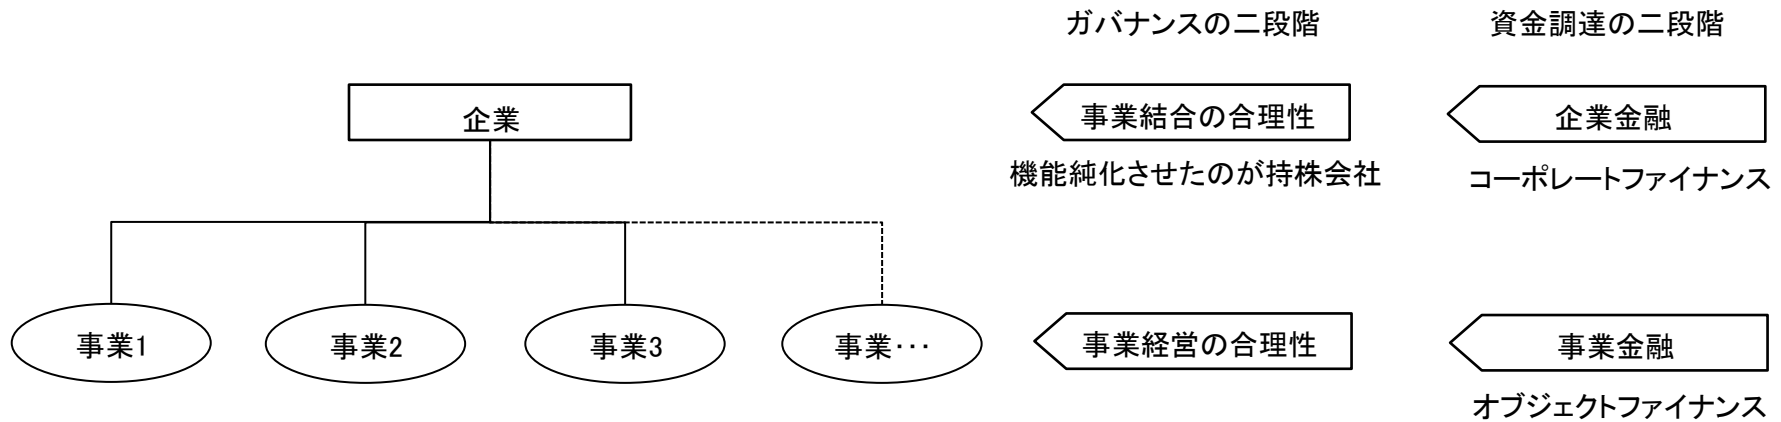 ガバナンスの二段階
資金調達の二段階
企業
事業結合の合理性
企業金融
機能純化させたのが持株会社
コーポレートファイナンス
事業1
事業2
事業3
事業･･･
事業経営の合理性
事業金融
オブジェクトファイナンス